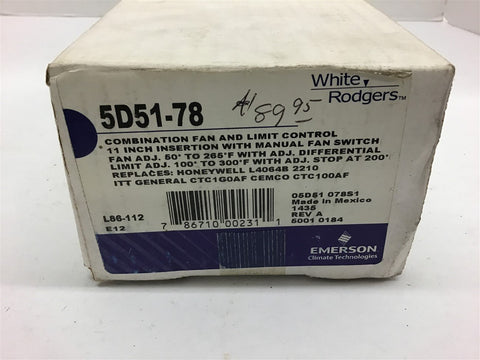 White
Rodgers™
5D51-78
89.95
COMBINATION FAN AND LIMIT CONTROL
* 11 INCH INSERTION WITH MANUAL FAN SWITCH
FAN ADJ. 50° TO 265°F WITH ADJ. DIFFERENTIAL
LIMIT ADJ. 100° TO 300°F WITH ADJ. STOP AT 200°
REPLACES: HONEYWELL L4064B 2210
ITT GENERAL CTC1G0AF CEMCO CTC100AF
L86-112
E12
7 86710 00231 1
05D51 078S1
Made in Mexico
1435
REV A
5001 0184
EMERSON
Climate Technologies